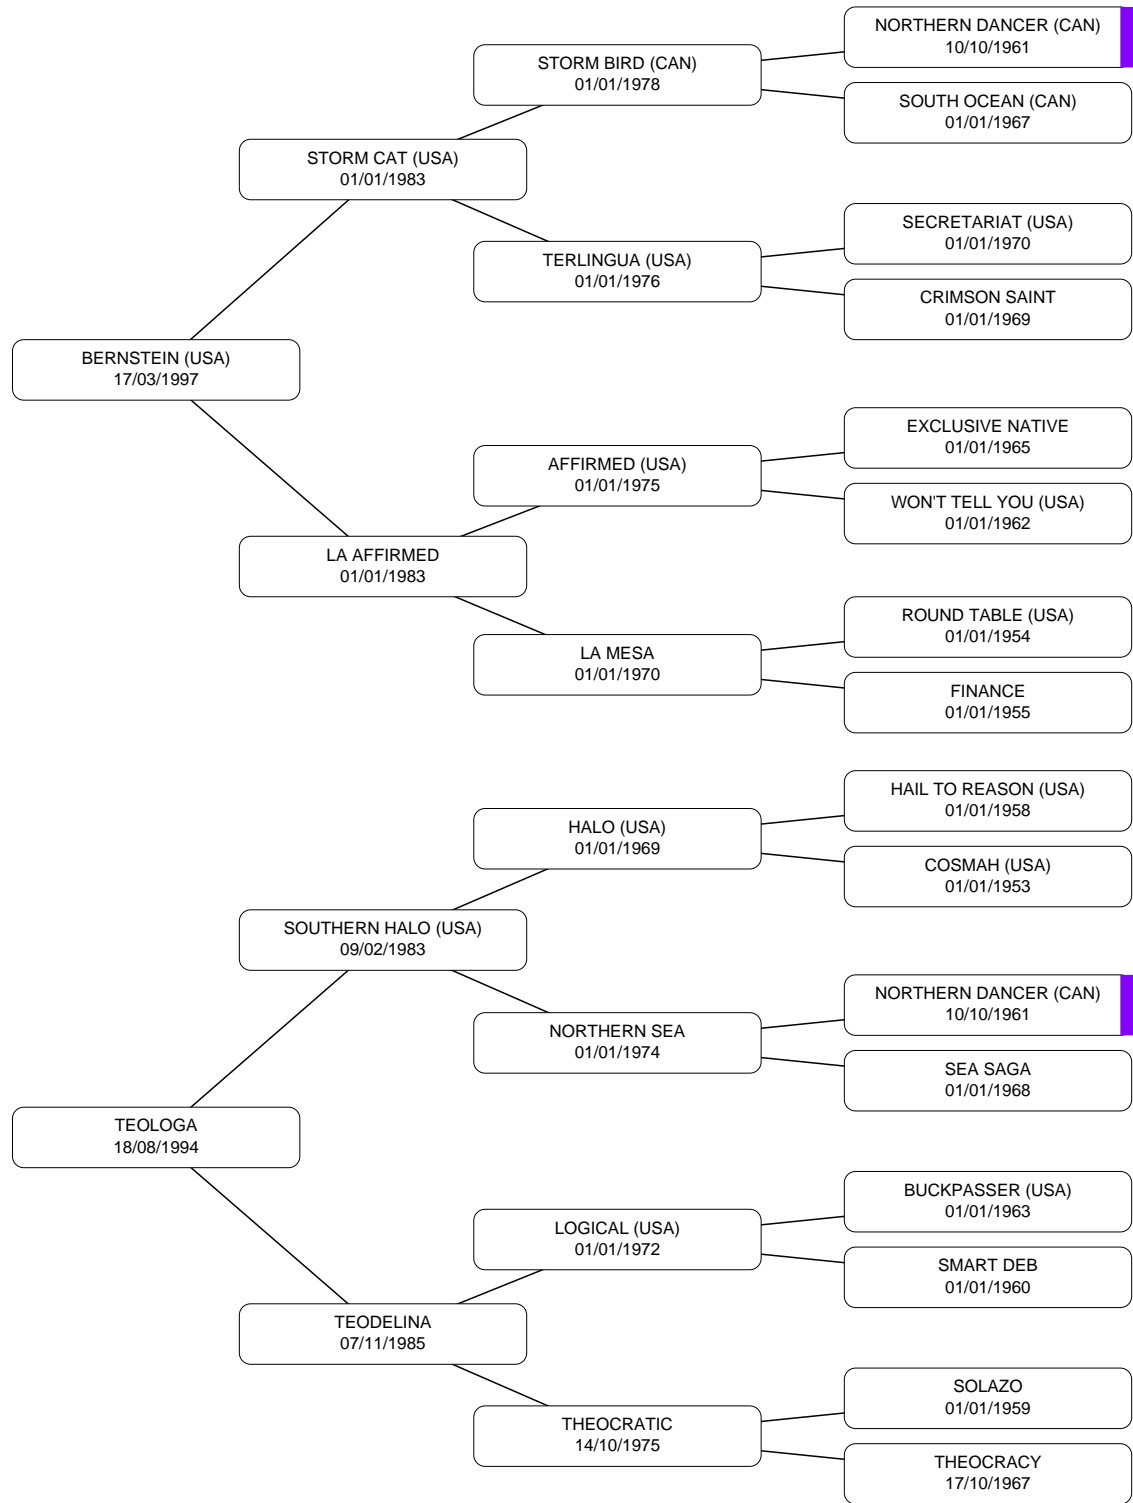 NORTHERN DANCER (CAN)
10/10/1961
STORM BIRD (CAN)
01/01/1978
SOUTH OCEAN (CAN)
01/01/1967
STORM CAT (USA)
01/01/1983
SECRETARIAT (USA)
01/01/1970
TERLINGUA (USA)
01/01/1976
CRIMSON SAINT
01/01/1969
BERNSTEIN (USA)
17/03/1997
EXCLUSIVE NATIVE
01/01/1965
AFFIRMED (USA)
01/01/1975
WON'T TELL YOU (USA)
01/01/1962
LA AFFIRMED
01/01/1983
ROUND TABLE (USA)
01/01/1954
LA MESA
01/01/1970
FINANCE
01/01/1955
HAIL TO REASON (USA)
01/01/1958
HALO (USA)
01/01/1969
COSMAH (USA)
01/01/1953
SOUTHERN HALO (USA)
09/02/1983
NORTHERN DANCER (CAN)
10/10/1961
NORTHERN SEA
01/01/1974
SEA SAGA
01/01/1968
TEOLOGA
18/08/1994
BUCKPASSER (USA)
01/01/1963
LOGICAL (USA)
01/01/1972
SMART DEB
01/01/1960
TEODELINA
07/11/1985
SOLAZO
01/01/1959
THEOCRATIC
14/10/1975
THEOCRACY
17/10/1967